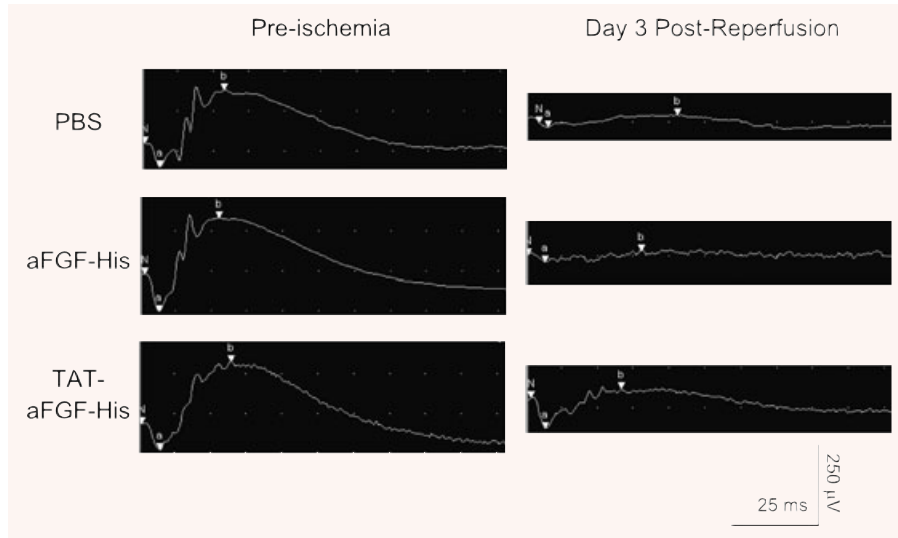 Pre-ischemia
Day 3 Post-Reperfusion
PBS
N
a
b
N
a
b
aFGF-His
N
a
b
N
a
b
TAT-
aFGF-His
N
a
b
N
a
b
25 ms
250 μV